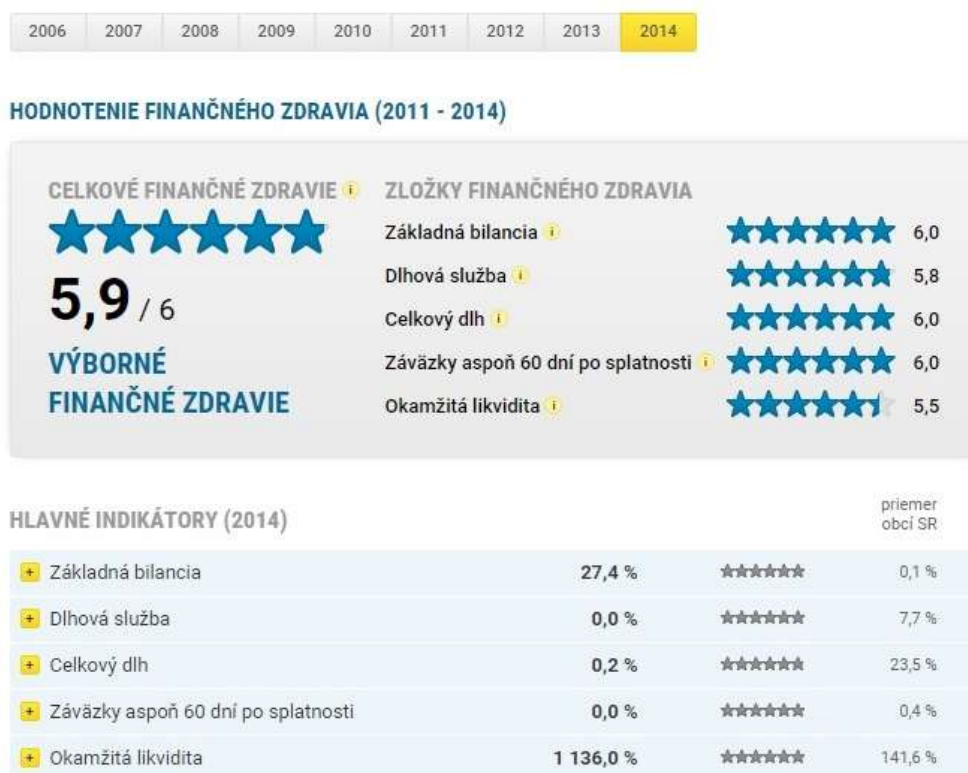 2006 2007 2008 2009 2010 2011 2012 2013 2014
HODNOTENIE FINANČNÉHO ZDRAVIA (2011 - 2014)
CELKOVÉ FINANČNÉ ZDRAVIE i
5,9 / 6
VÝBORNÉ
FINANČNÉ ZDRAVIE
ZLOŽKY FINANČNÉHO ZDRAVIA
Základná bilancia i 6,0
Dlhová služba i 5,8
Celkový dlh i 6,0
Záväzky aspoň 60 dní po splatnosti i 6,0
Okamžitá likvidita i 5,5
HLAVNÉ INDIKÁTORY (2014)
priemer
obcí SR
+ Základná bilancia 27,4 % 0,1 %
+ Dlhová služba 0,0 % 7,7 %
+ Celkový dlh 0,2 % 23,5 %
+ Záväzky aspoň 60 dní po splatnosti 0,0 % 0,4 %
+ Okamžitá likvidita 1 136,0 % 141,6 %